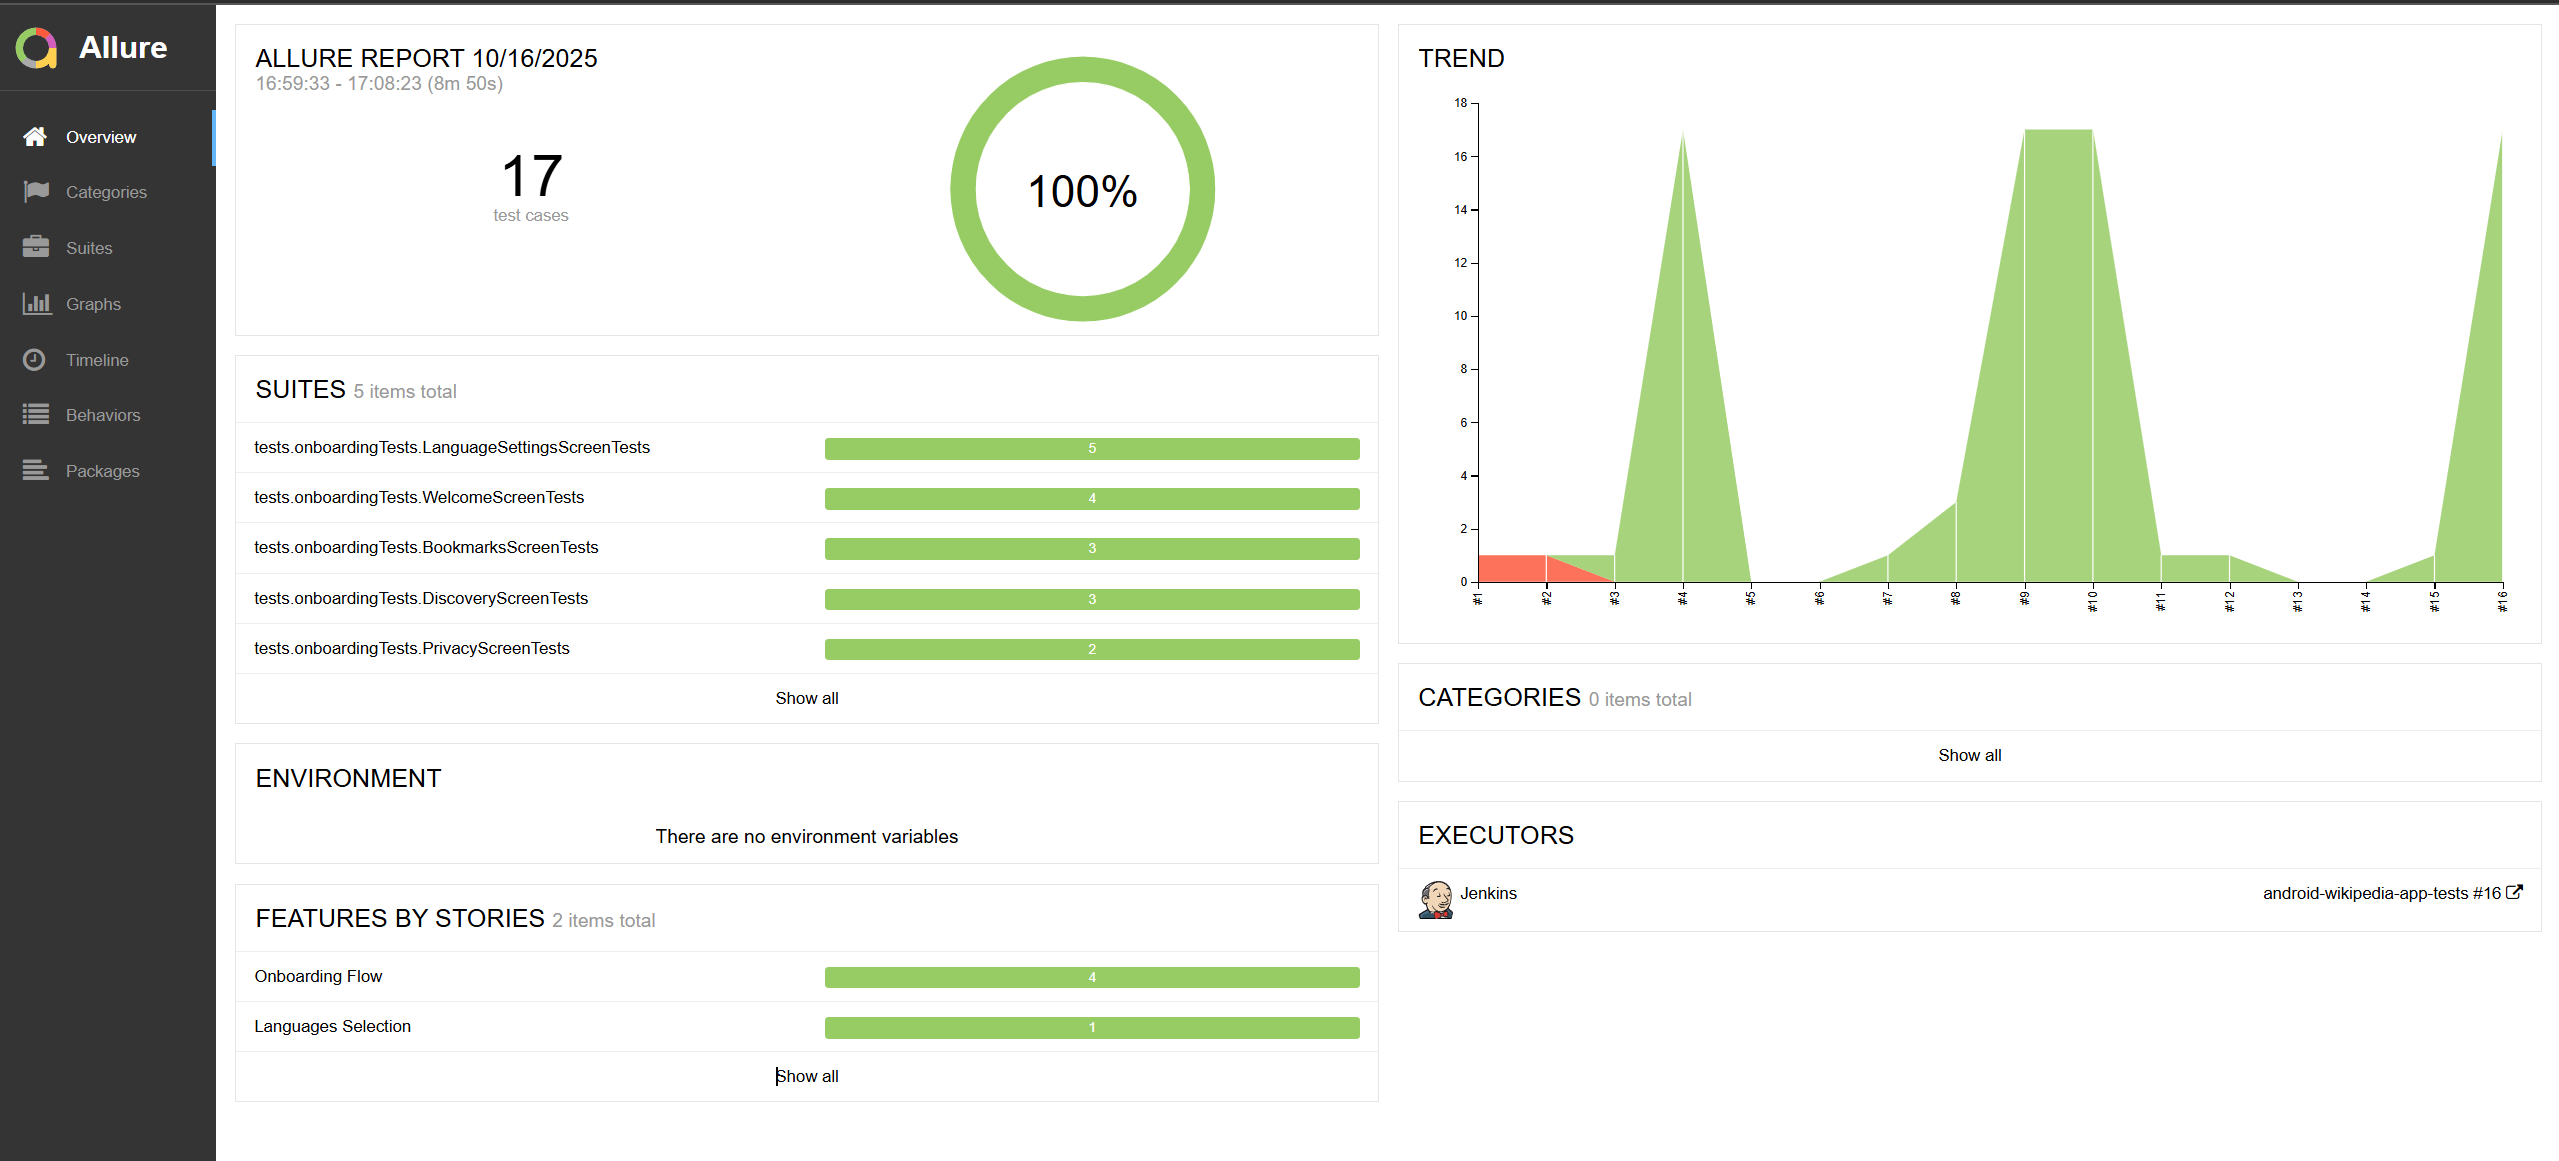 Allure
Overview
Categories
Suites
Graphs
Timeline
Behaviors
Packages
ALLURE REPORT 10/16/2025
16:59:33 - 17:08:23 (8m 50s)
17
test cases
100%
SUITES 5 items total
tests.onboardingTests.LanguageSettingsScreenTests 5
tests.onboardingTests.WelcomeScreenTests 4
tests.onboardingTests.BookmarksScreenTests 3
tests.onboardingTests.DiscoveryScreenTests 3
tests.onboardingTests.PrivacyScreenTests 2
Show all
ENVIRONMENT
There are no environment variables
FEATURES BY STORIES 2 items total
Onboarding Flow 4
Languages Selection 1
Show all
TREND
18
16
14
12
10
8
6
4
2
0
#1 #2 #3 #4 #5 #6 #7 #8 #9 #10 #11 #12 #13 #14 #15 #16
CATEGORIES 0 items total
Show all
EXECUTORS
Jenkins android-wikipedia-app-tests #16